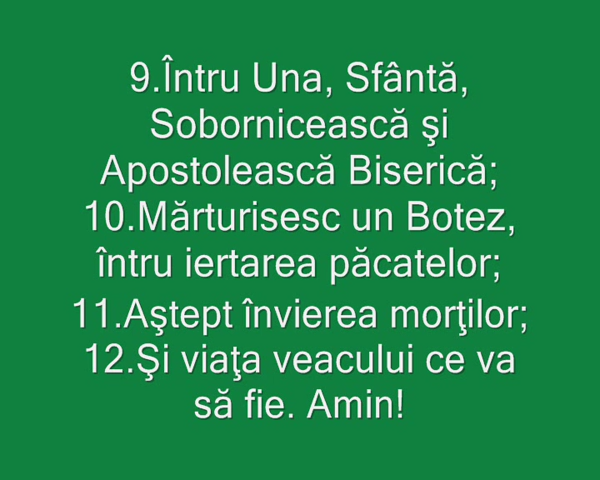 9.Întru Una, Sfântă,
Sobornicească şi
Apostolească Biserică;
10.Mărturisesc un Botez,
întru iertarea păcatelor;
11.Aştept învierea morţilor;
12.Şi viaţa veacului ce va
să fie. Amin!